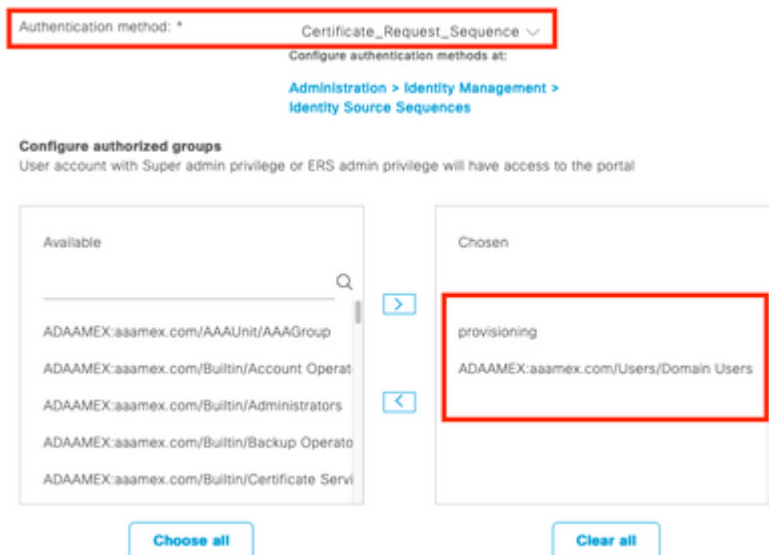 Authentication method: *
Certificate_Request_Sequence
Configure authentication methods at:
Administration > Identity Management >
Identity Source Sequences
Configure authorized groups
User account with Super admin privilege or ERS admin privilege will have access to the portal
Available
ADAAMEX:aaamex.com/AAAUnit/AAAGroup
ADAAMEX:aaamex.com/Builtin/Account Operat
ADAAMEX:aaamex.com/Builtin/Administrators
ADAAMEX:aaamex.com/Builtin/Backup Operato
ADAAMEX:aaamex.com/Builtin/Certificate Servi
Choose all
>
<
Chosen
provisioning
ADAAMEX:aaamex.com/Users/Domain Users
Clear all